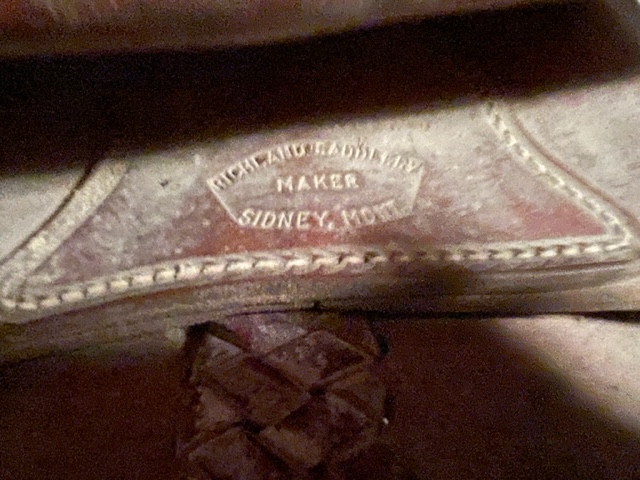 RICHLAND SADDLERY
MAKER
SIDNEY, MONT.